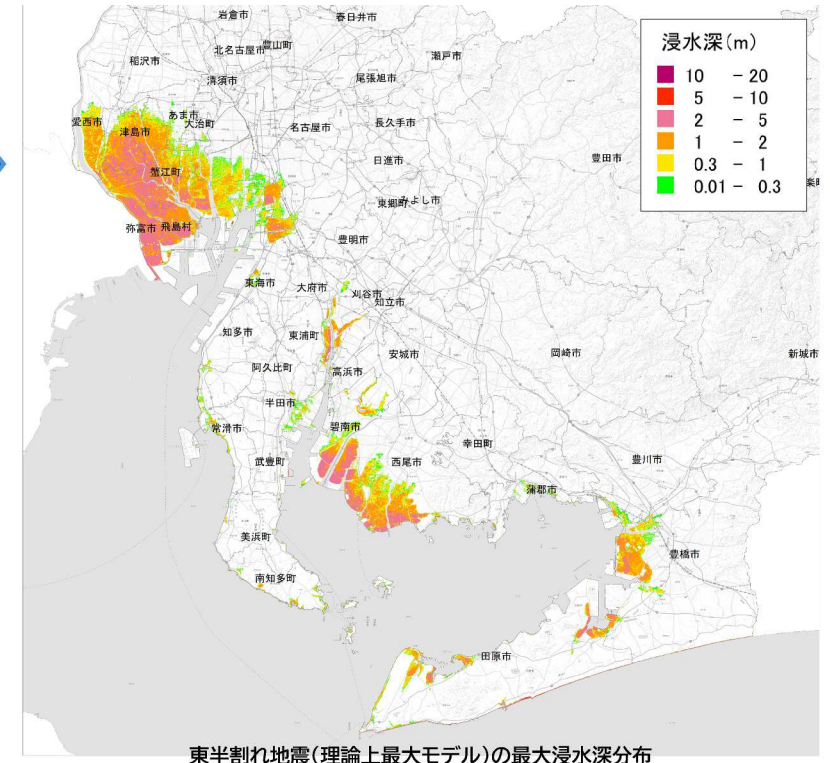 岩倉市
春日井市
北名古屋市
豊山町
瀬戸市
稲沢市
清須市
尾張旭市
浸水深(m)
10 - 20
5 - 10
2 - 5
1 - 2
0.3 - 1
0.01 - 0.3
愛西市
津島市
あま市
大治町
名古屋市
長久手市
蟹江町
日進市
豊田市
東郷町
みよし市
弥富市
飛島村
豊明市
東海市
大府市
刈谷市
知立市
知多市
東浦町
安城市
岡崎市
新城市
阿久比町
高浜市
半田市
常滑市
碧南市
武豊町
西尾市
幸田町
豊川市
蒲郡市
美浜町
豊橋市
南知多町
田原市
東半割れ地震(理論上最大モデル)の最大浸水深分布